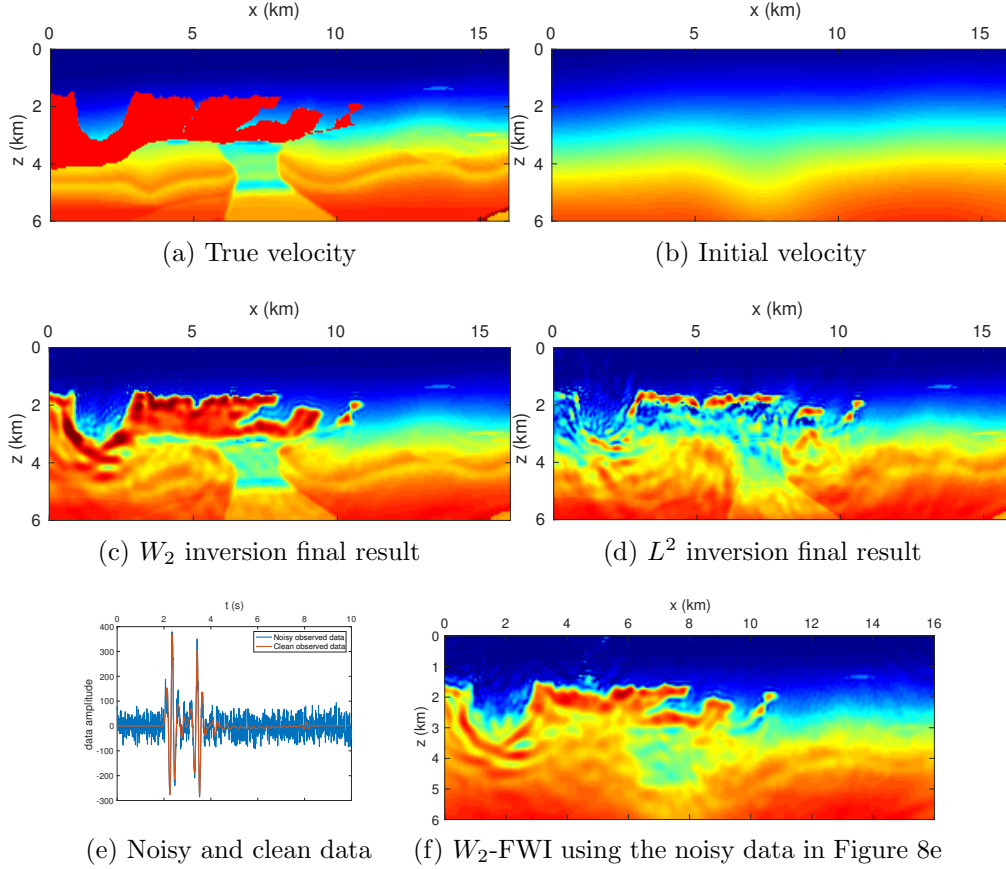 x (km)
0 5 10 15
0
2
4
6
z (km)
(a) True velocity
x (km)
0 5 10 15
0
2
4
6
z (km)
(b) Initial velocity
x (km)
0 5 10 15
0
2
4
6
z (km)
(c) W₂ inversion final result
x (km)
0 5 10 15
0
2
4
6
z (km)
(d) L² inversion final result
t (s)
0 2 4 6 8 10
400
300
200
100
0
-100
-200
-300
data amplitude
Noisy observed data
Clean observed data
(e) Noisy and clean data
x (km)
0 2 4 6 8 10 12 14 16
0
1
2
3
4
5
6
z (km)
(f) W₂-FWI using the noisy data in Figure 8e